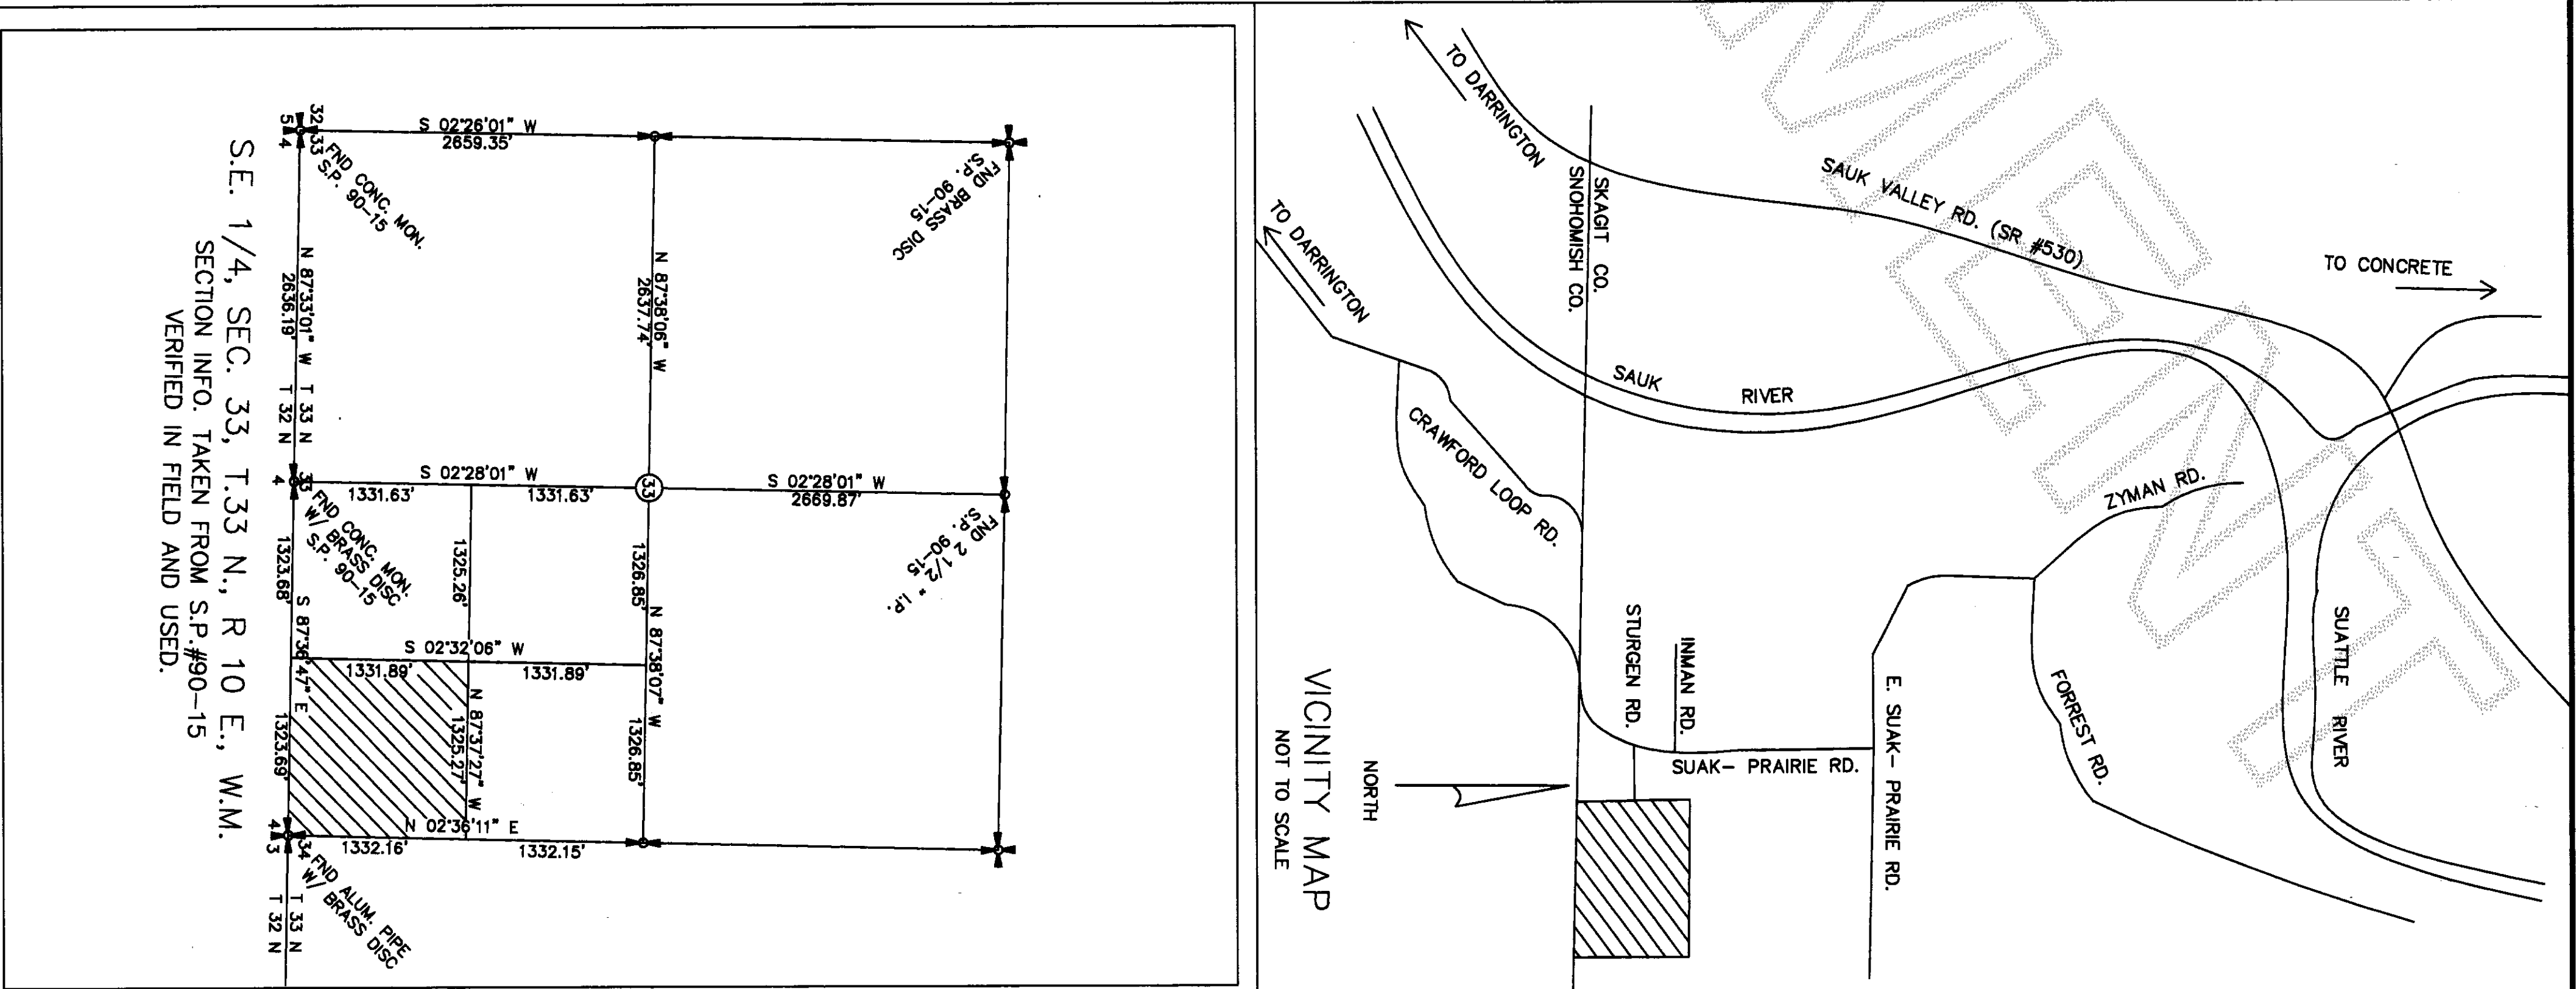 TO DARRINGTON
SAUK VALLEY RD. (SR #530)
TO CONCRETE
SKAGIT CO.
SNOHOMISH CO.
TO DARRINGTON
SAUK RIVER
CRAWFORD LOOP RD.
ZYMAN RD.
SUATTLE RIVER
STURGEN RD.
INMAN RD.
E. SUAK- PRAIRIE RD.
FORREST RD.
SUAK- PRAIRIE RD.
VICINITY MAP
NOT TO SCALE
NORTH
FND BRASS DISC
S.P. 90-15
FND 2 1/2 " I.P.
S.P. 90-15
S 02°26'01" W
2659.35'
N 87°38'06" W
2637.74'
S 02°28'01" W
2669.87'
33
32 33
5 4
FND CONC. MON.
S.P. 90-15
N 87°33'01" W
2636.19'
T 33 N
T 32 N
S 02°28'01" W
1331.63'
1331.63'
33
4
FND CONC. MON.
W/ BRASS DISC
S.P. 90-15
1326.85'
N 87°38'07" W
1326.85'
1325.26'
S 02°32'06" W
1331.89'
1331.89'
N 87°37'27" W
1325.27'
1323.68'
S 87°36'47" E
1323.69'
N 02°36'11" E
1332.16'
1332.15'
34
4 3
FND ALUM. PIPE
W/ BRASS DISC
T 33 N
T 32 N
S.E. 1/4, SEC. 33, T.33 N., R 10 E., W.M.
SECTION INFO. TAKEN FROM S.P.#90-15
VERIFIED IN FIELD AND USED.